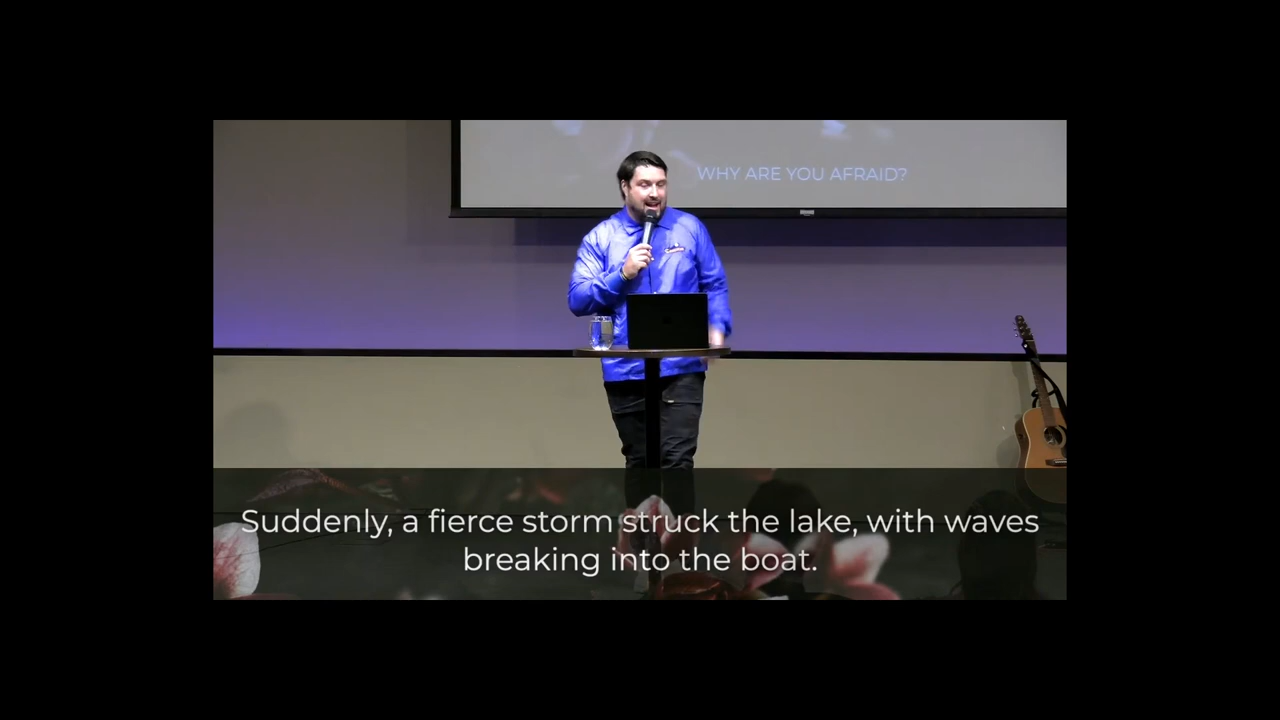 WHY ARE YOU AFRAID?
Suddenly, a fierce storm struck the lake, with waves
breaking into the boat.